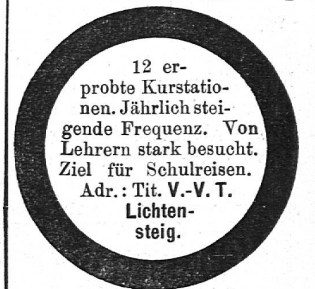 12 er-
probte Kurstatio-
nen. Jährlich stei-
gende Frequenz. Von
Lehrern stark besucht.
Ziel für Schulreisen.
Adr.: Tit. V.-V. T.
Lichten-
steig.